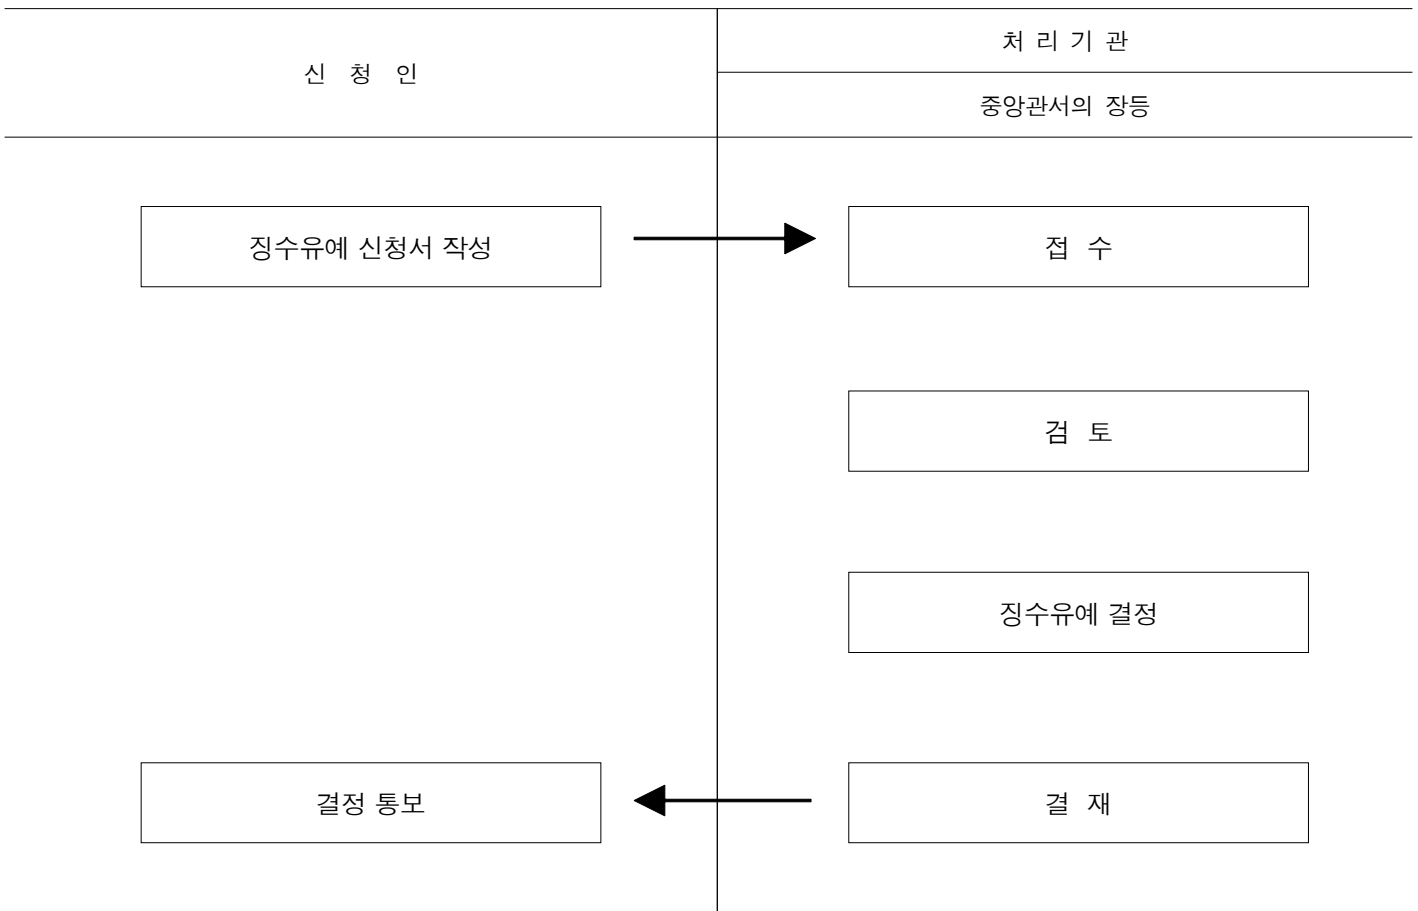 신 청 인
처 리 기 관
중앙관서의 장등
징수유예 신청서 작성
접 수
검 토
징수유예 결정
결정 통보
결 재